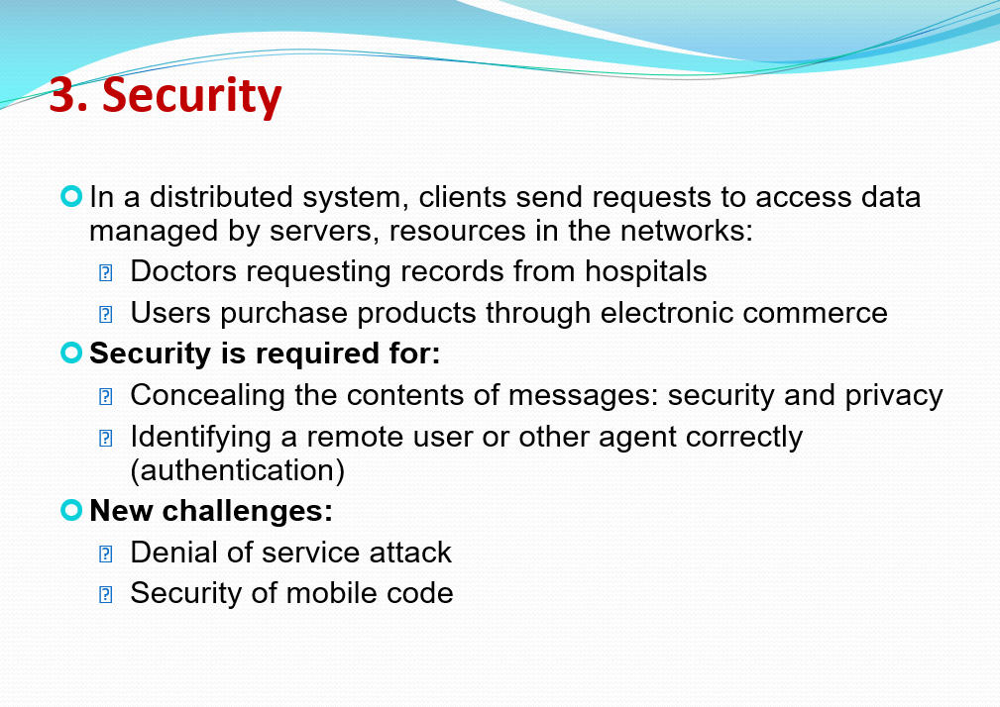 3. Security
In a distributed system, clients send requests to access data
managed by servers, resources in the networks:
Doctors requesting records from hospitals
Users purchase products through electronic commerce
Security is required for:
Concealing the contents of messages: security and privacy
Identifying a remote user or other agent correctly
(authentication)
New challenges:
Denial of service attack
Security of mobile code